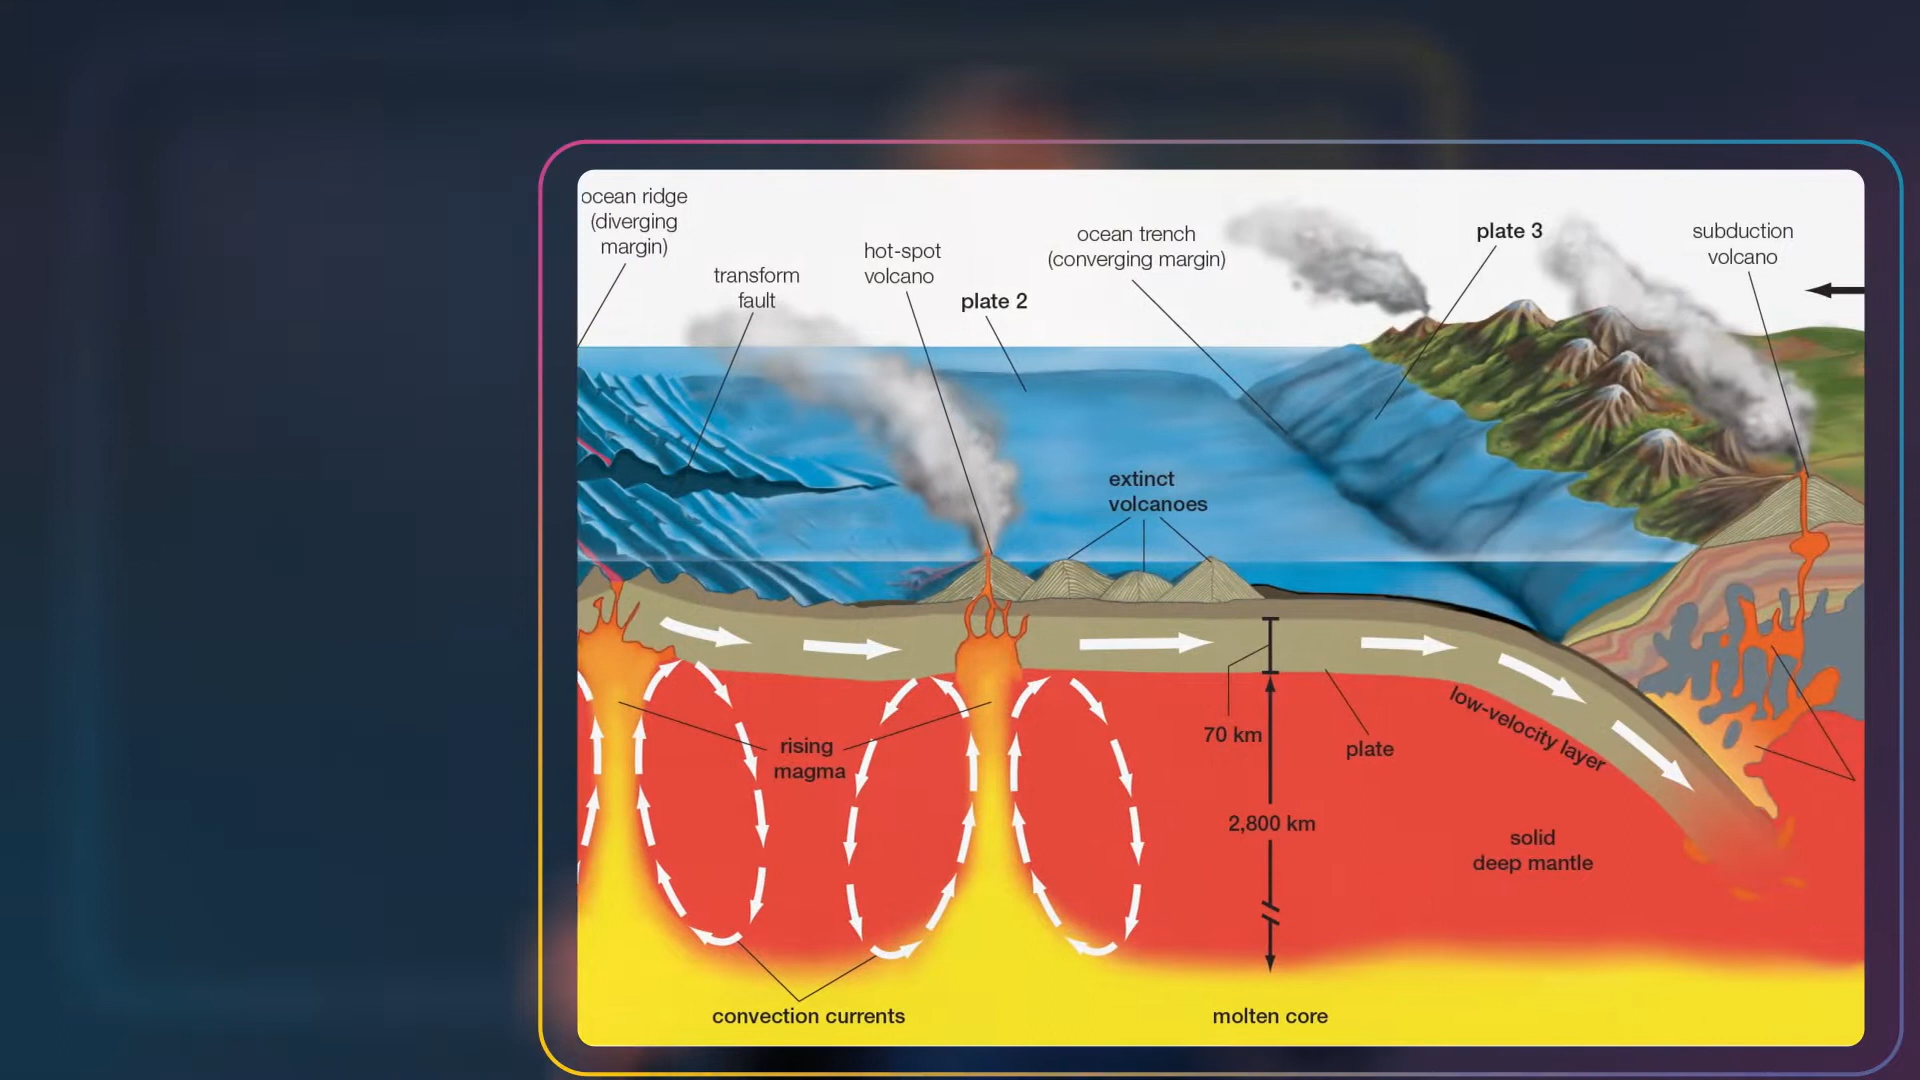 ocean ridge
(diverging
margin)
transform
fault
hot-spot
volcano
plate 2
ocean trench
(converging margin)
plate 3
subduction
volcano
extinct
volcanoes
rising
magma
70 km
plate
low-velocity layer
2,800 km
solid
deep mantle
convection currents
molten core